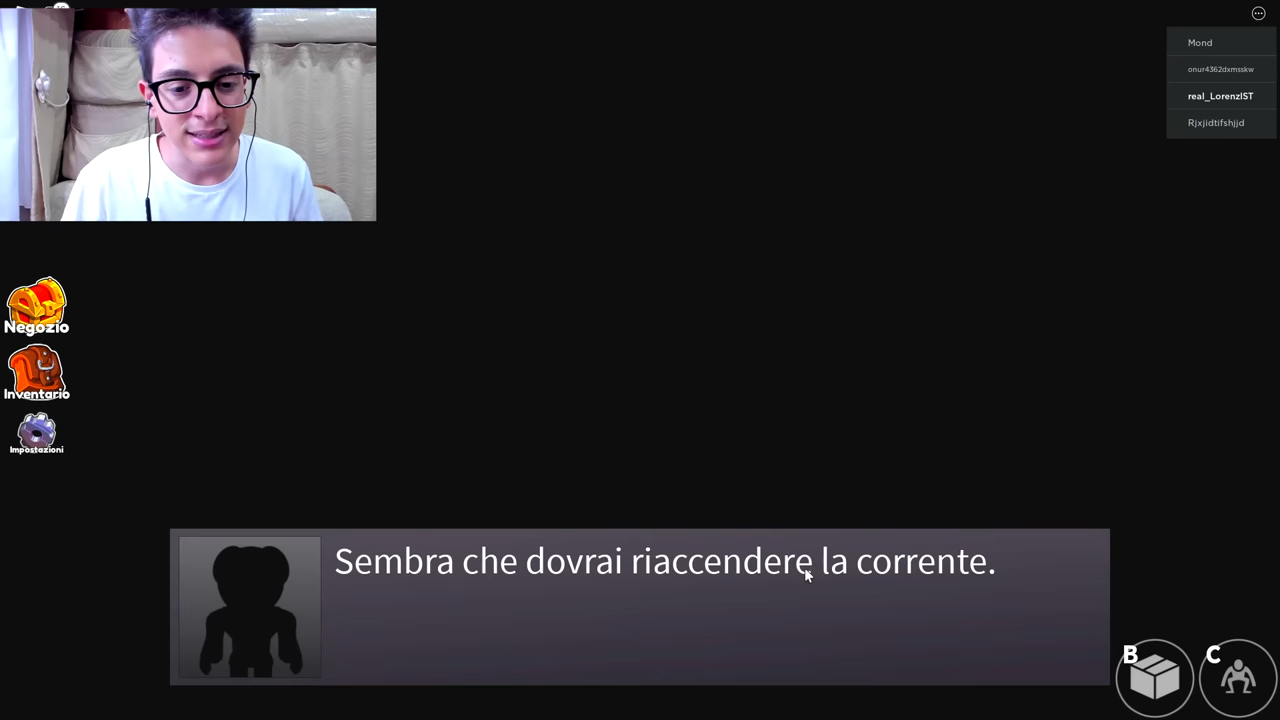 Mond
onur4362dxmsskw
real_LorenzIST
Rjxjidtifshjjd
Negozio
Inventario
Impostazioni
Sembra che dovrai riaccendere la corrente.
B
C